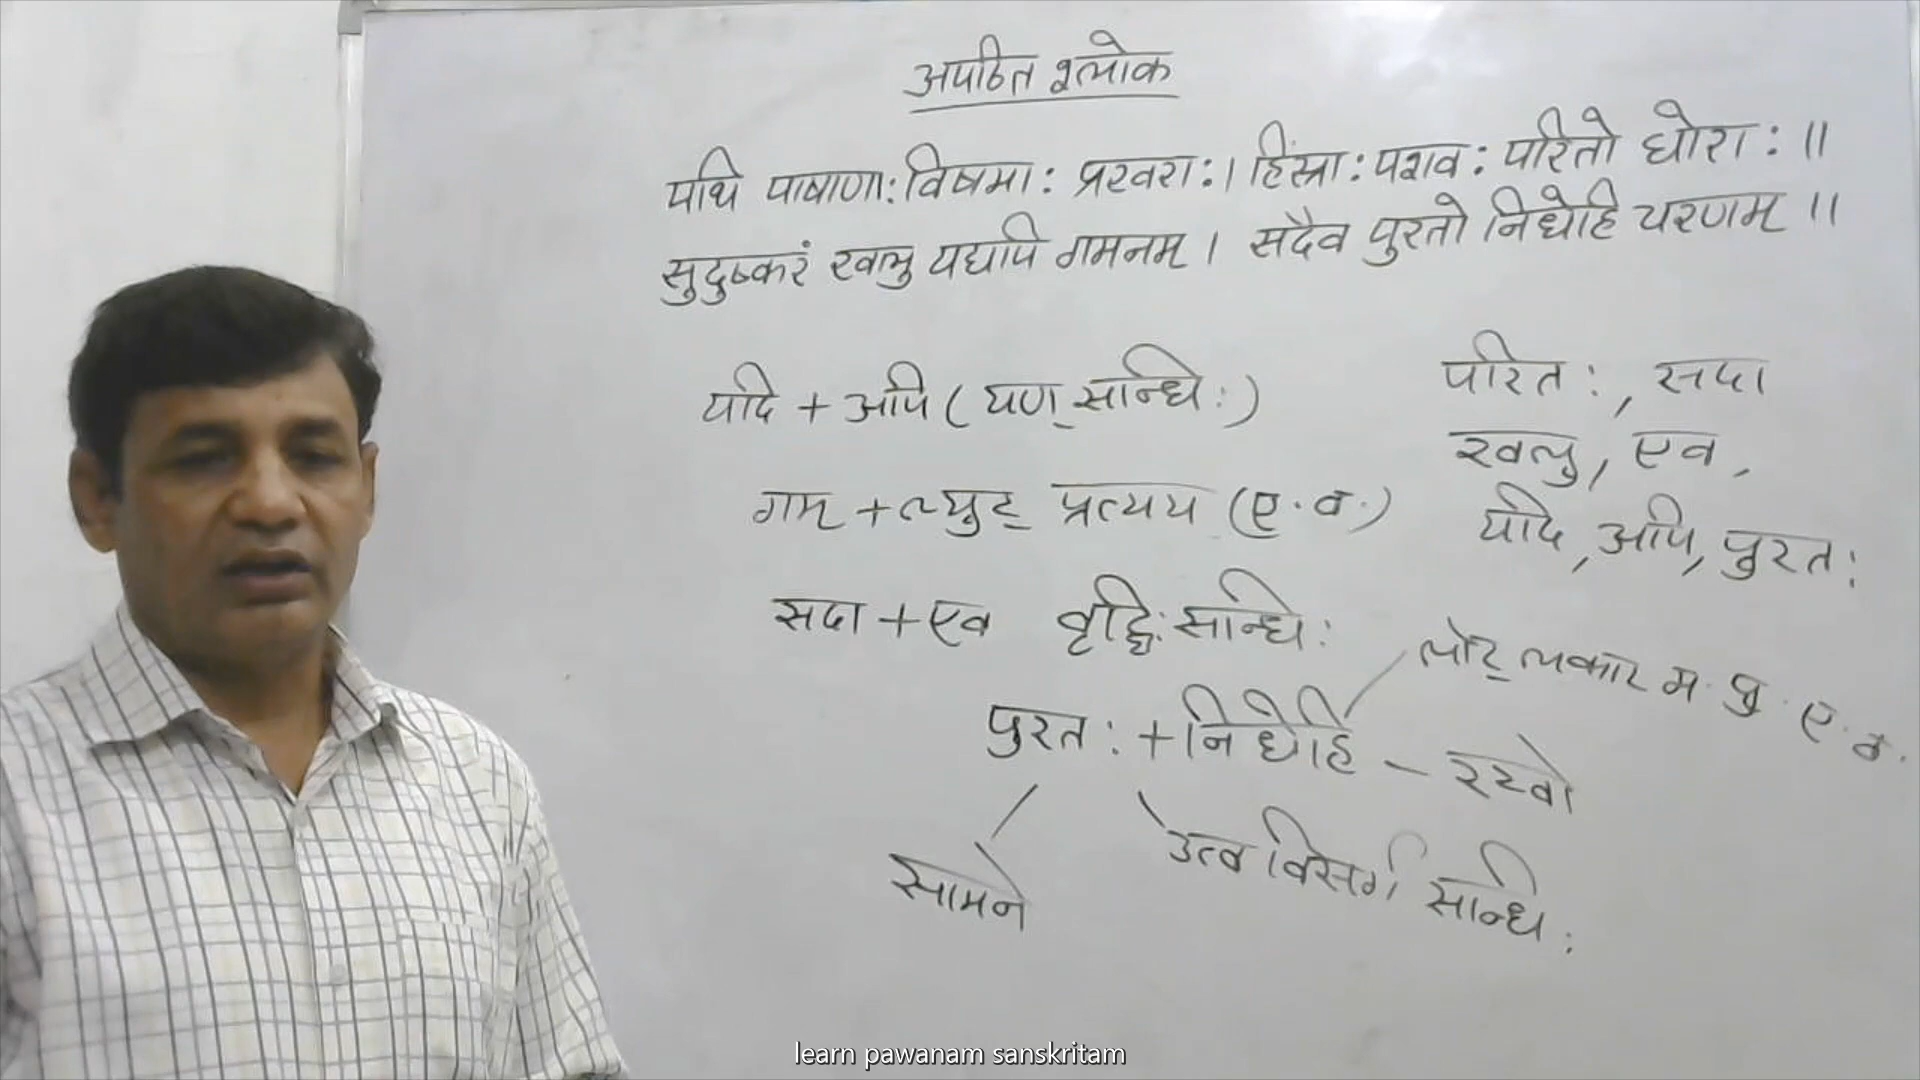 अपठित श्लोक
पथि पाषाणा: विषमा: प्रखरा: । हिंस्रा: पशव: परितो घोरा: ॥
सुदुष्करं खलु यद्यपि गमनम् । सदैव पुरतो निधेहि चरणम् ॥
यदि + अपि ( यण् सन्धि: )
परित: , सदा
खलु , एव ,
गम् + ल्युट् प्रत्यय (ए.व.)
यदि , अपि , पुरत:
सदा + एव वृद्धि: सन्धि:
लोट् लकार म. पु. ए. व.
पुरत: + निधेहि – रखो
सामने
उत्व विसर्ग सन्धि:
learn pawanam sanskritam